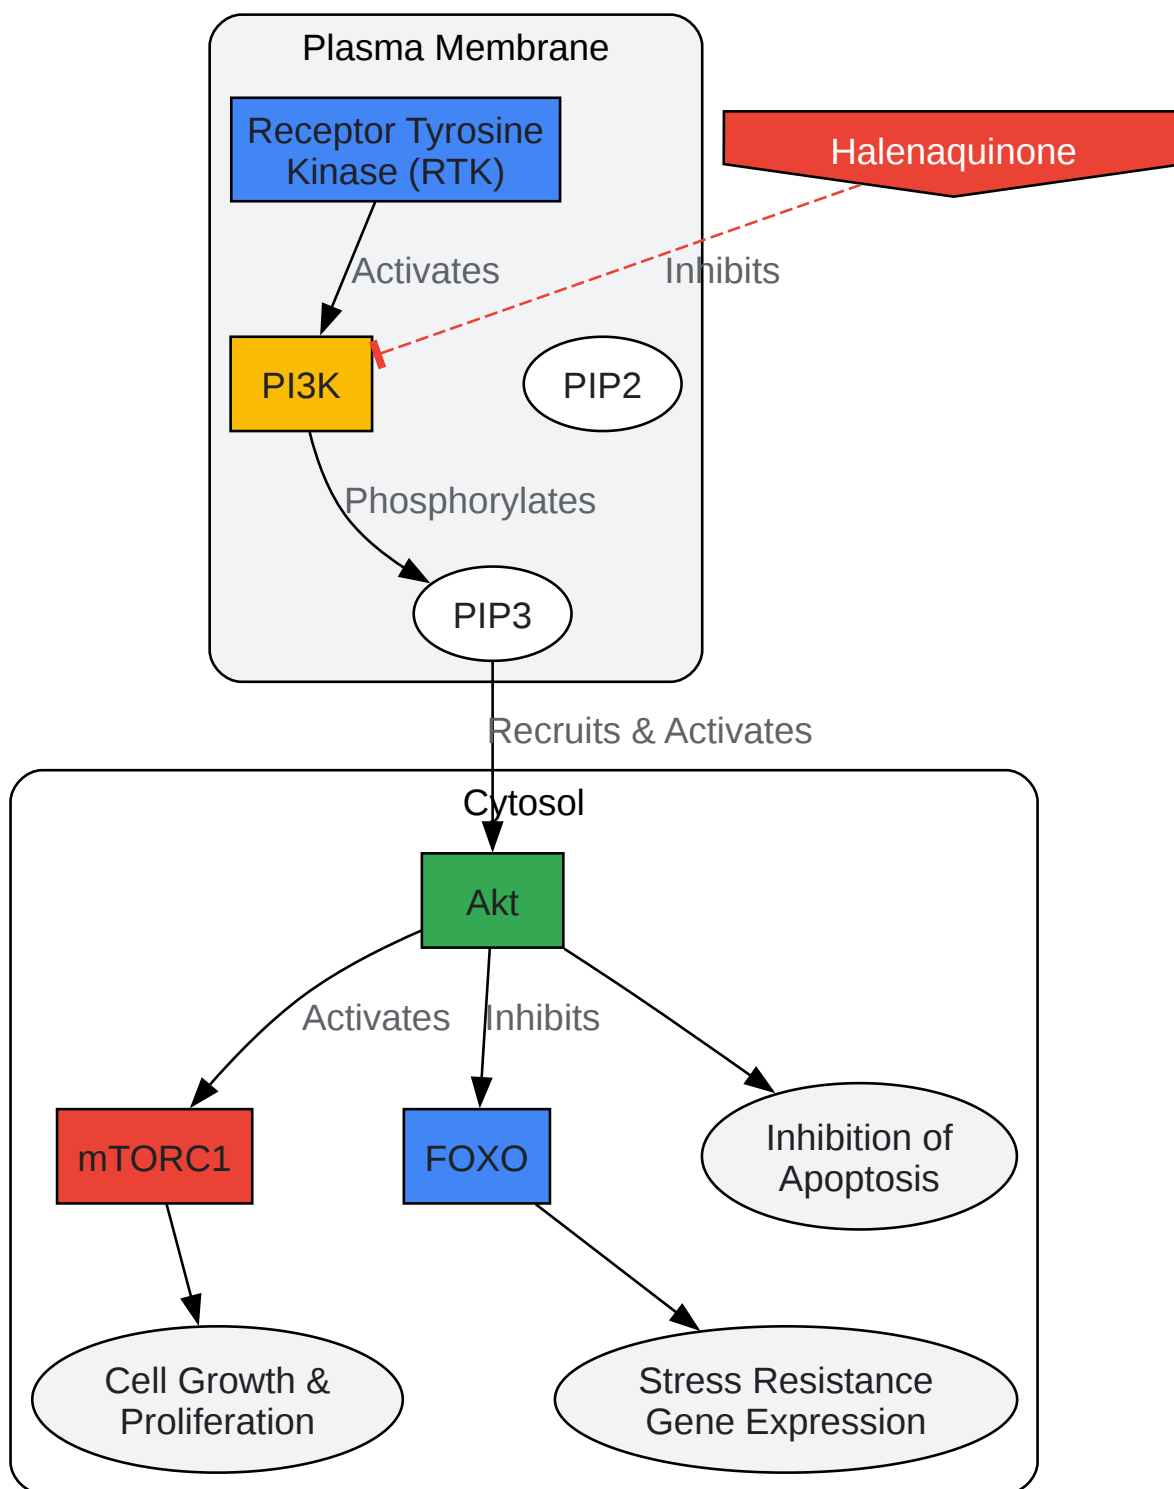 Plasma Membrane
Receptor Tyrosine
Kinase (RTK)
Halenaquinone
Activates
Inhibits
PI3K
PIP2
Phosphorylates
PIP3
Recruits & Activates
Cytosol
Akt
Activates
Inhibits
mTORC1
FOXO
Inhibition of
Apoptosis
Cell Growth &
Proliferation
Stress Resistance
Gene Expression